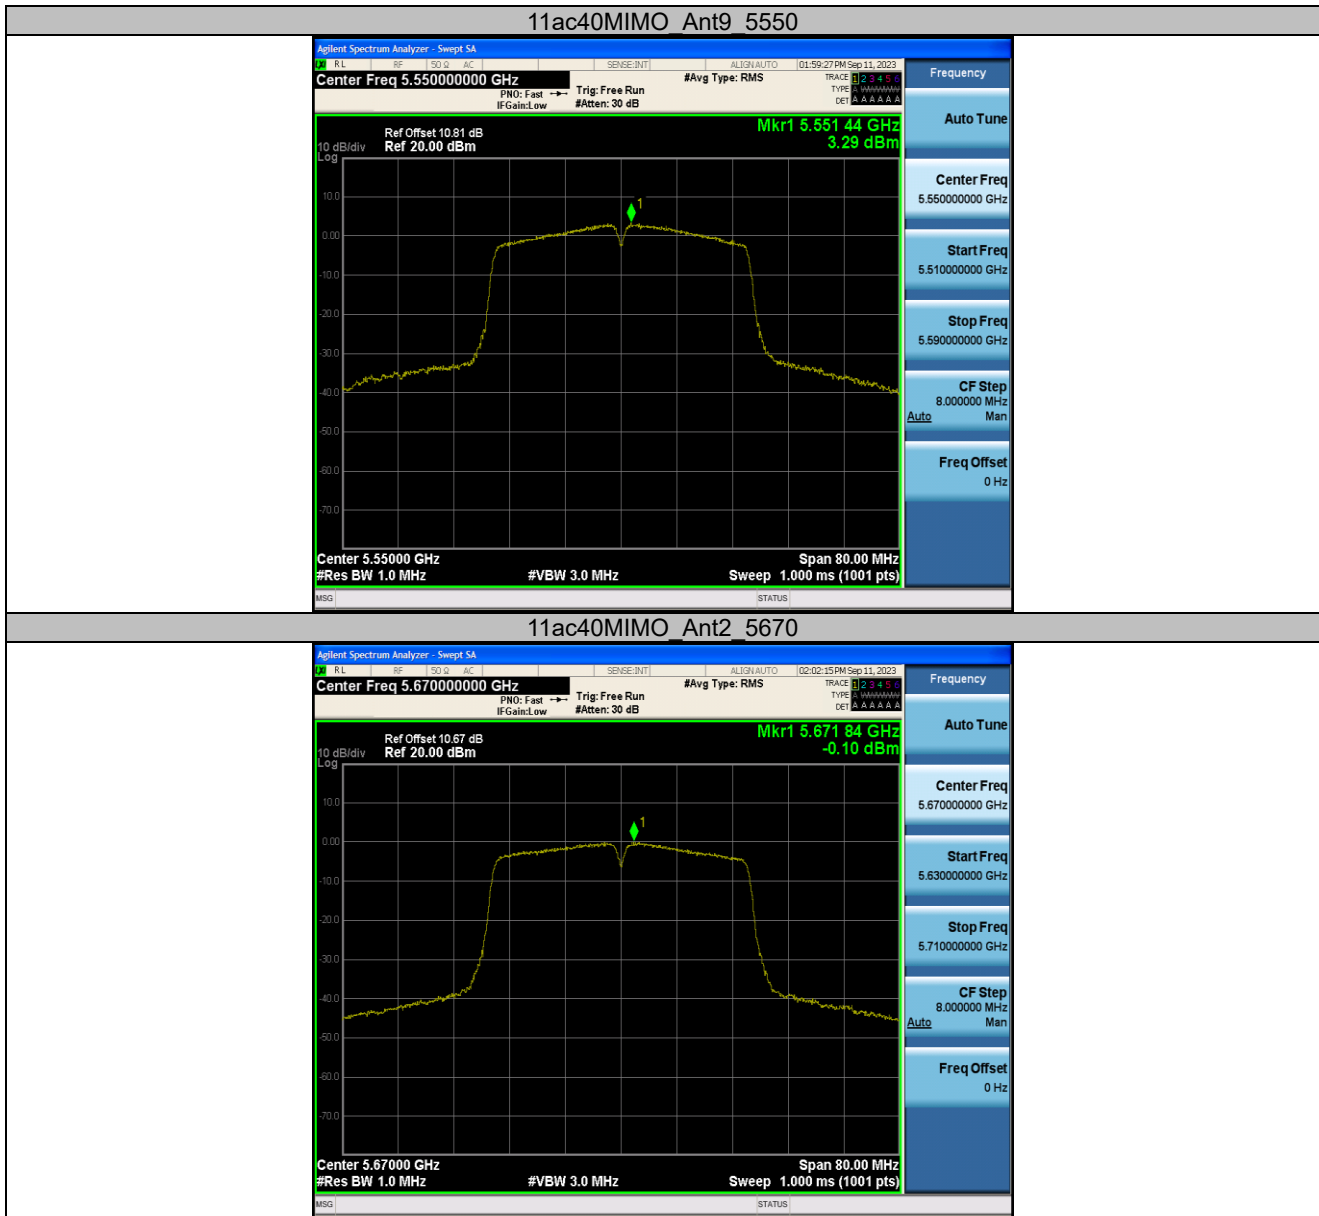 11ac40MIMO_Ant9_5550
Agilent Spectrum Analyzer - Swept SA
RL RF 50 Ω AC SENSE:INT ALIGN AUTO 01:59:27 PM Sep 11, 2023
Center Freq 5.550000000 GHz
PNO: Fast
IFGain:Low
Trig: Free Run
#Atten: 30 dB
#Avg Type: RMS
TRACE 1 2 3 4 5 6
TYPE A
DET A A A A A A
Mkr1 5.551 44 GHz
3.29 dBm
Ref Offset 10.81 dB
10 dB/div Ref 20.00 dBm
Log
10.0
0.00
-10.0
-20.0
-30.0
-40.0
-50.0
-60.0
-70.0
1
Center 5.55000 GHz Span 80.00 MHz
#Res BW 1.0 MHz #VBW 3.0 MHz Sweep 1.000 ms (1001 pts)
MSG STATUS
Frequency
Auto Tune
Center Freq
5.550000000 GHz
Start Freq
5.510000000 GHz
Stop Freq
5.590000000 GHz
CF Step
8.000000 MHz
Auto Man
Freq Offset
0 Hz
11ac40MIMO_Ant2_5670
Agilent Spectrum Analyzer - Swept SA
RL RF 50 Ω AC SENSE:INT ALIGN AUTO 02:02:15 PM Sep 11, 2023
Center Freq 5.670000000 GHz
PNO: Fast
IFGain:Low
Trig: Free Run
#Atten: 30 dB
#Avg Type: RMS
TRACE 1 2 3 4 5 6
TYPE A
DET A A A A A A
Mkr1 5.671 84 GHz
-0.10 dBm
Ref Offset 10.67 dB
10 dB/div Ref 20.00 dBm
Log
10.0
0.00
-10.0
-20.0
-30.0
-40.0
-50.0
-60.0
-70.0
1
Center 5.67000 GHz Span 80.00 MHz
#Res BW 1.0 MHz #VBW 3.0 MHz Sweep 1.000 ms (1001 pts)
MSG STATUS
Frequency
Auto Tune
Center Freq
5.670000000 GHz
Start Freq
5.630000000 GHz
Stop Freq
5.710000000 GHz
CF Step
8.000000 MHz
Auto Man
Freq Offset
0 Hz